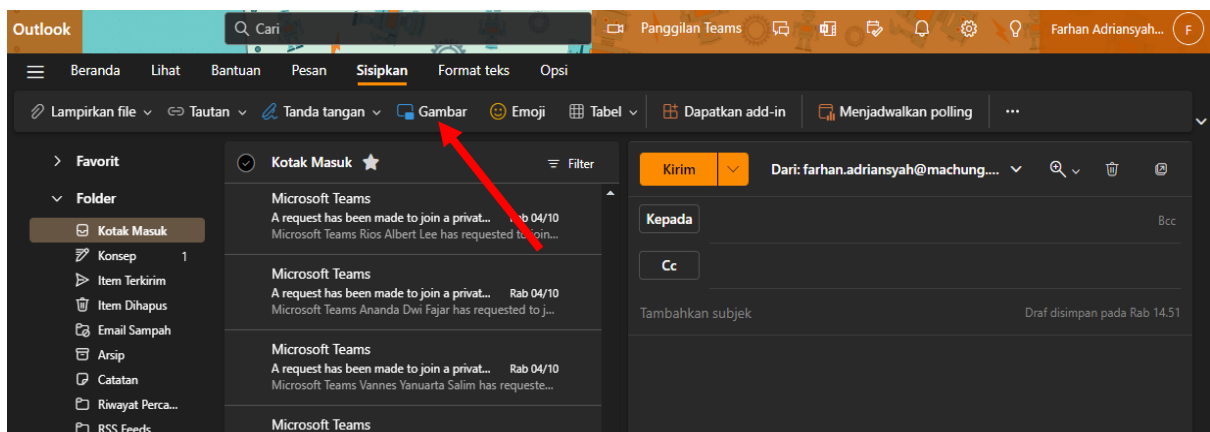 Outlook
Cari
Panggilan Teams
Farhan Adriansyah...
F
Beranda Lihat Bantuan Pesan Sisipkan Format teks Opsi
Lampirkan file Tautan Tanda tangan Gambar Emoji Tabel Dapatkan add-in Menjadwalkan polling ...
Favorit
Folder
Kotak Masuk
Konsep 1
Item Terkirim
Item Dihapus
Email Sampah
Arsip
Catatan
Riwayat Perca...
RSS Feeds
Kotak Masuk Filter
Microsoft Teams
A request has been made to join a privat... Rab 04/10
Microsoft Teams Rios Albert Lee has requested to join...
Microsoft Teams
A request has been made to join a privat... Rab 04/10
Microsoft Teams Ananda Dwi Fajar has requested to j...
Microsoft Teams
A request has been made to join a privat... Rab 04/10
Microsoft Teams Vannes Yanuarta Salim has requeste...
Microsoft Teams
Kirim Dari: farhan.adriansyah@machung....
Kepada Bcc
Cc
Tambahkan subjek Draf disimpan pada Rab 14.51